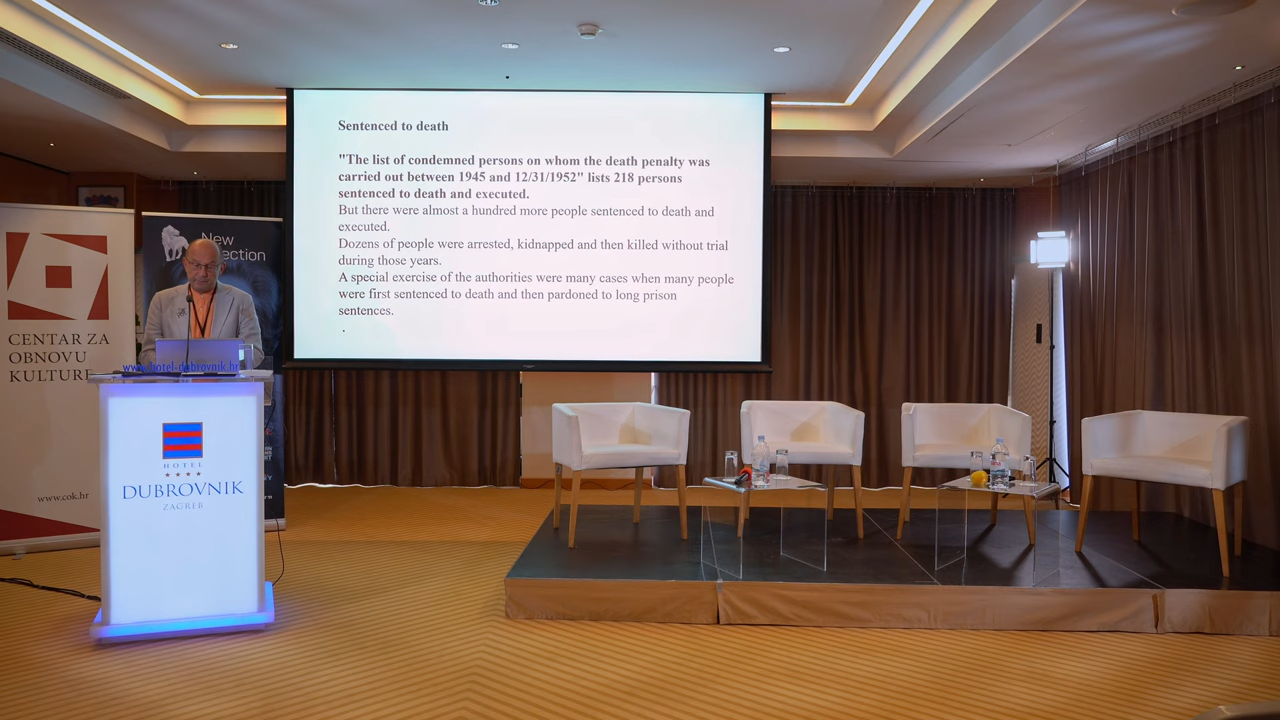 Sentenced to death
"The list of condemned persons on whom the death penalty was
carried out between 1945 and 12/31/1952" lists 218 persons
sentenced to death and executed.
But there were almost a hundred more people sentenced to death and
executed.
Dozens of people were arrested, kidnapped and then killed without trial
during those years.
A special exercise of the authorities were many cases when many people
were first sentenced to death and then pardoned to long prison
sentences.
.
New
CENTAR ZA
OBNOVU
KULTURE
www.cok.hr
www.hotel-dubrovnik.hr
HOTEL
DUBROVNIK
ZAGREB